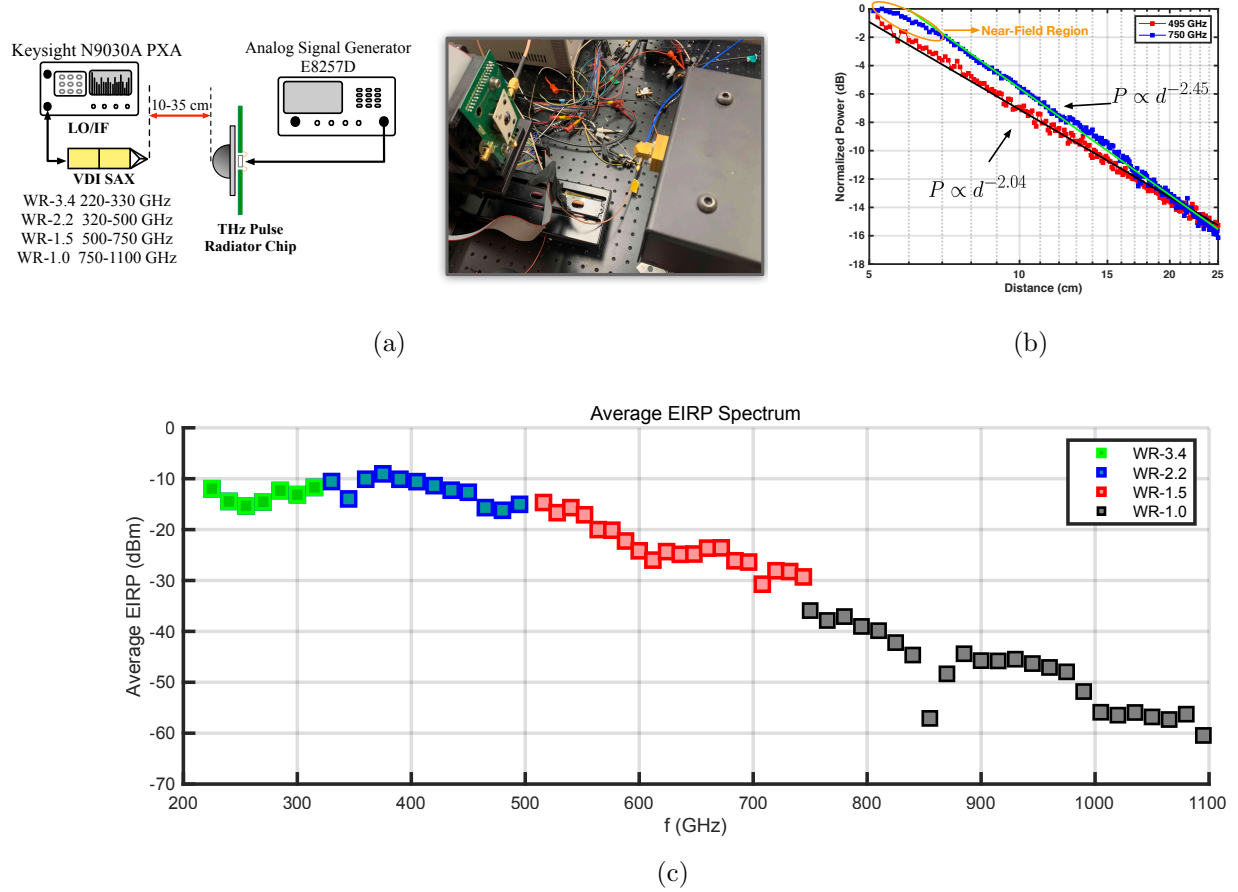 Keysight N9030A PXA
LO/IF
10-35 cm
VDI SAX
WR-3.4 220-330 GHz
WR-2.2 320-500 GHz
WR-1.5 500-750 GHz
WR-1.0 750-1100 GHz
Analog Signal Generator
E8257D
THz Pulse
Radiator Chip
(a)
Normalized Power (dB)
0
-2
-4
-6
-8
-10
-12
-14
-16
-18
5
10
15
20
25
Distance (cm)
495 GHz
750 GHz
Near-Field Region
P ∝ d^{-2.45}
P ∝ d^{-2.04}
(b)
Average EIRP Spectrum
Average EIRP (dBm)
0
-10
-20
-30
-40
-50
-60
-70
200
300
400
500
600
700
800
900
1000
1100
f (GHz)
WR-3.4
WR-2.2
WR-1.5
WR-1.0
(c)